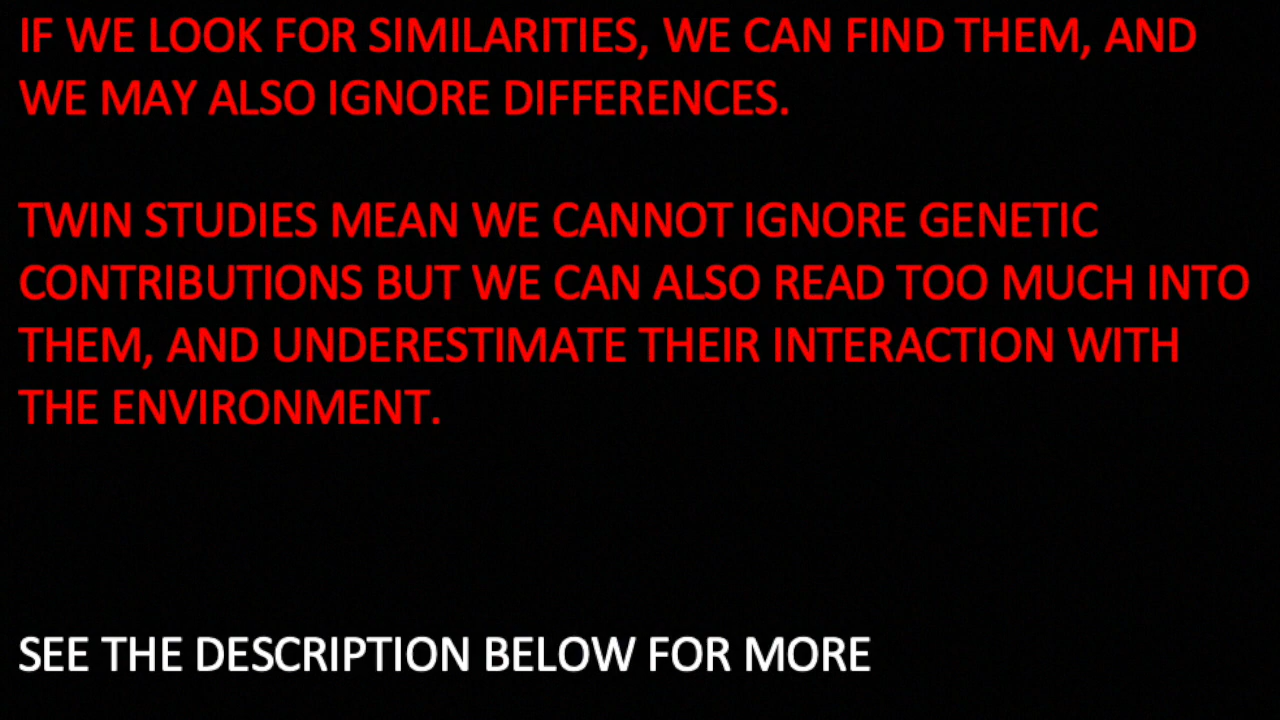 IF WE LOOK FOR SIMILARITIES, WE CAN FIND THEM, AND
WE MAY ALSO IGNORE DIFFERENCES.
TWIN STUDIES MEAN WE CANNOT IGNORE GENETIC
CONTRIBUTIONS BUT WE CAN ALSO READ TOO MUCH INTO
THEM, AND UNDERESTIMATE THEIR INTERACTION WITH
THE ENVIRONMENT.
SEE THE DESCRIPTION BELOW FOR MORE